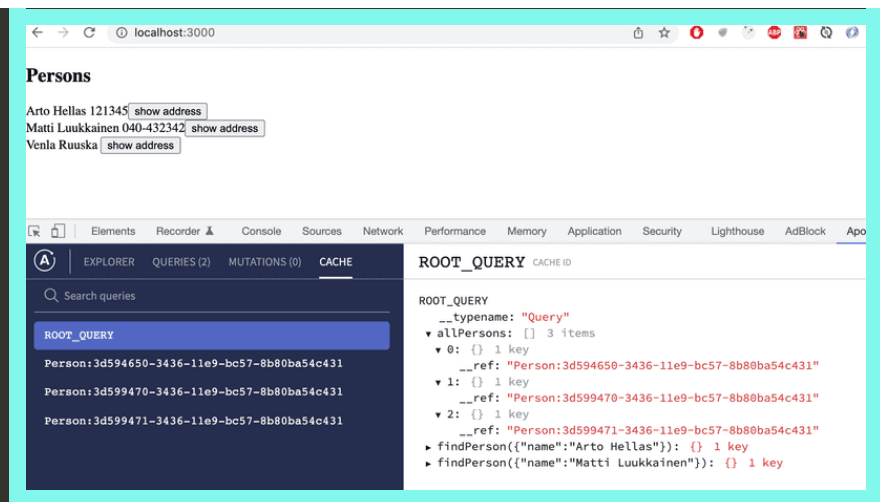 localhost:3000
ABP
Persons
Arto Hellas 121345 show address
Matti Luukkainen 040-432342 show address
Venla Ruuska show address
Elements Recorder Console Sources Network Performance Memory Application Security Lighthouse AdBlock Apo
A EXPLORER QUERIES (2) MUTATIONS (0) CACHE
ROOT_QUERY CACHE ID
Search queries
ROOT_QUERY
Person:3d594650-3436-11e9-bc57-8b80ba54c431
Person:3d599470-3436-11e9-bc57-8b80ba54c431
Person:3d599471-3436-11e9-bc57-8b80ba54c431
ROOT_QUERY
__typename: "Query"
▾ allPersons: [] 3 items
▾ 0: {} 1 key
__ref: "Person:3d594650-3436-11e9-bc57-8b80ba54c431"
▾ 1: {} 1 key
__ref: "Person:3d599470-3436-11e9-bc57-8b80ba54c431"
▾ 2: {} 1 key
__ref: "Person:3d599471-3436-11e9-bc57-8b80ba54c431"
▸ findPerson({"name":"Arto Hellas"}): {} 1 key
▸ findPerson({"name":"Matti Luukkainen"}): {} 1 key